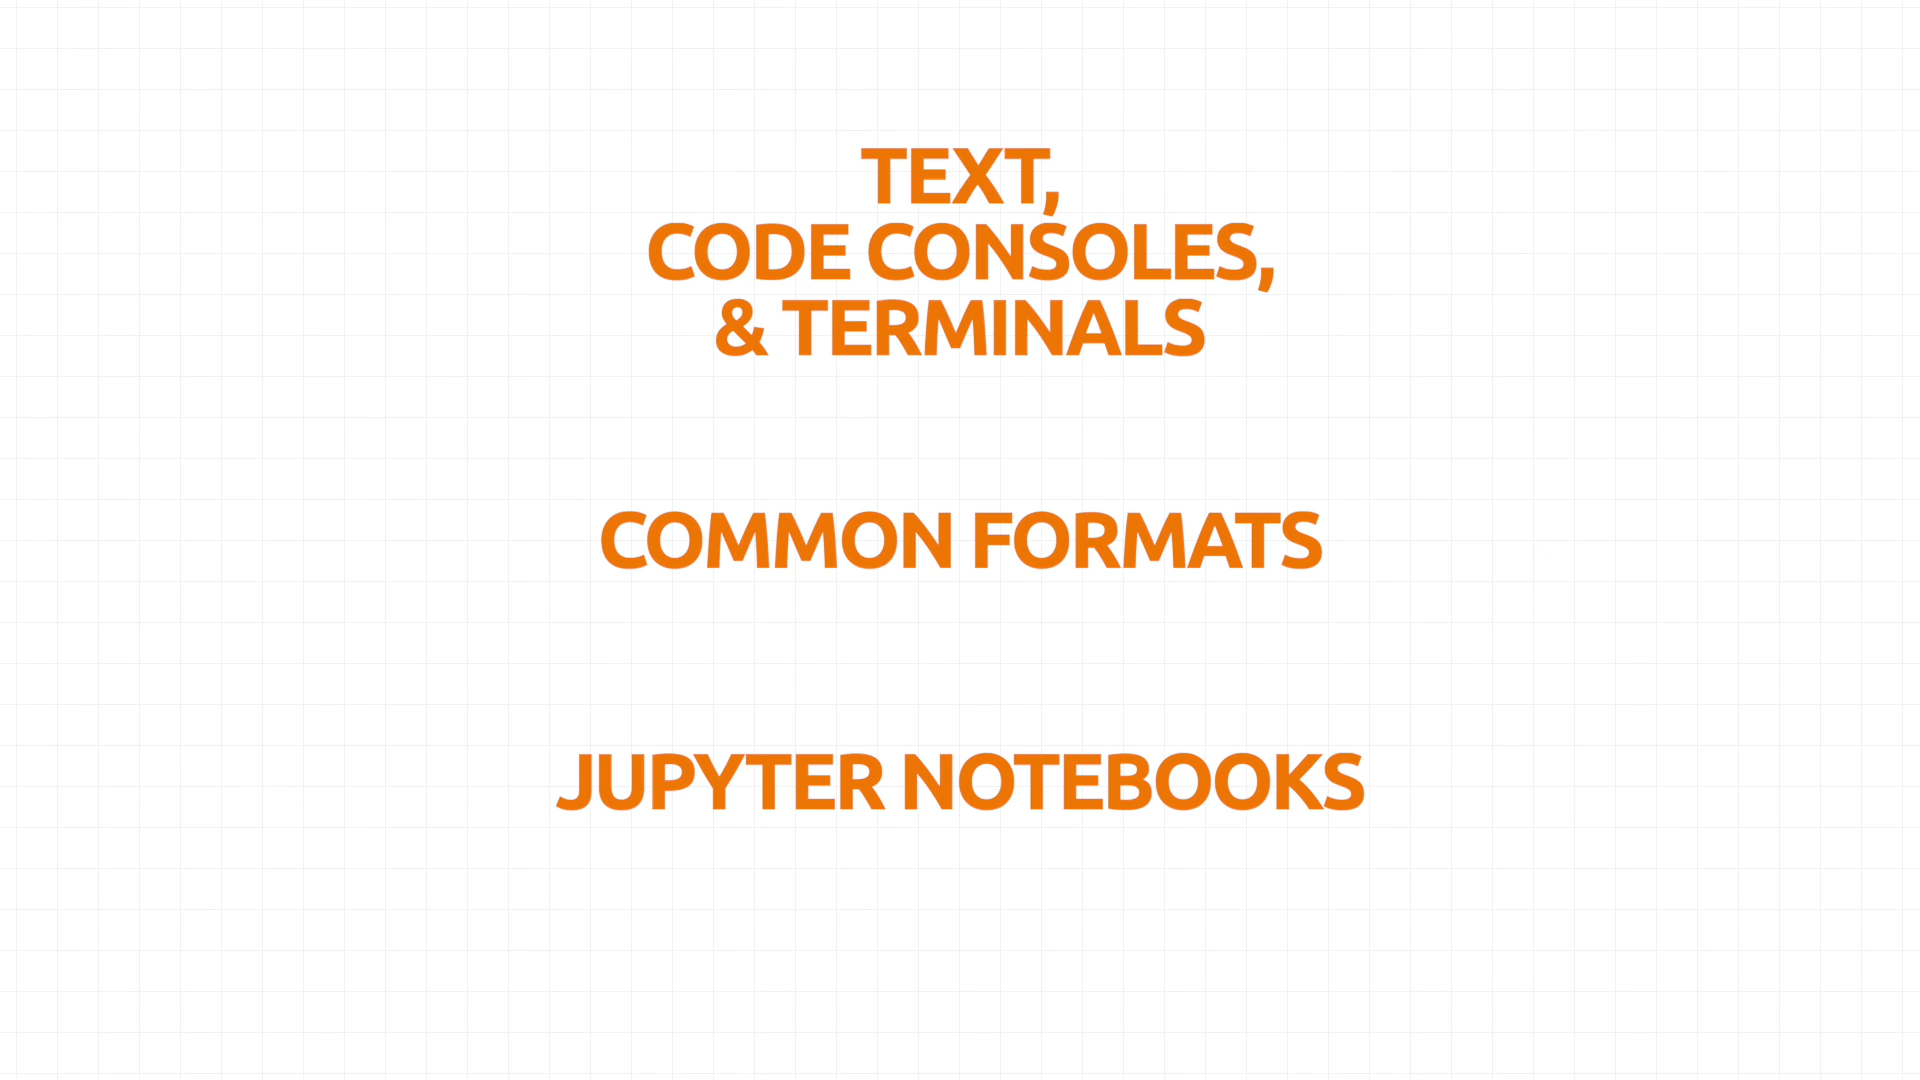 TEXT,
CODE CONSOLES,
& TERMINALS
COMMON FORMATS
JUPYTER NOTEBOOKS